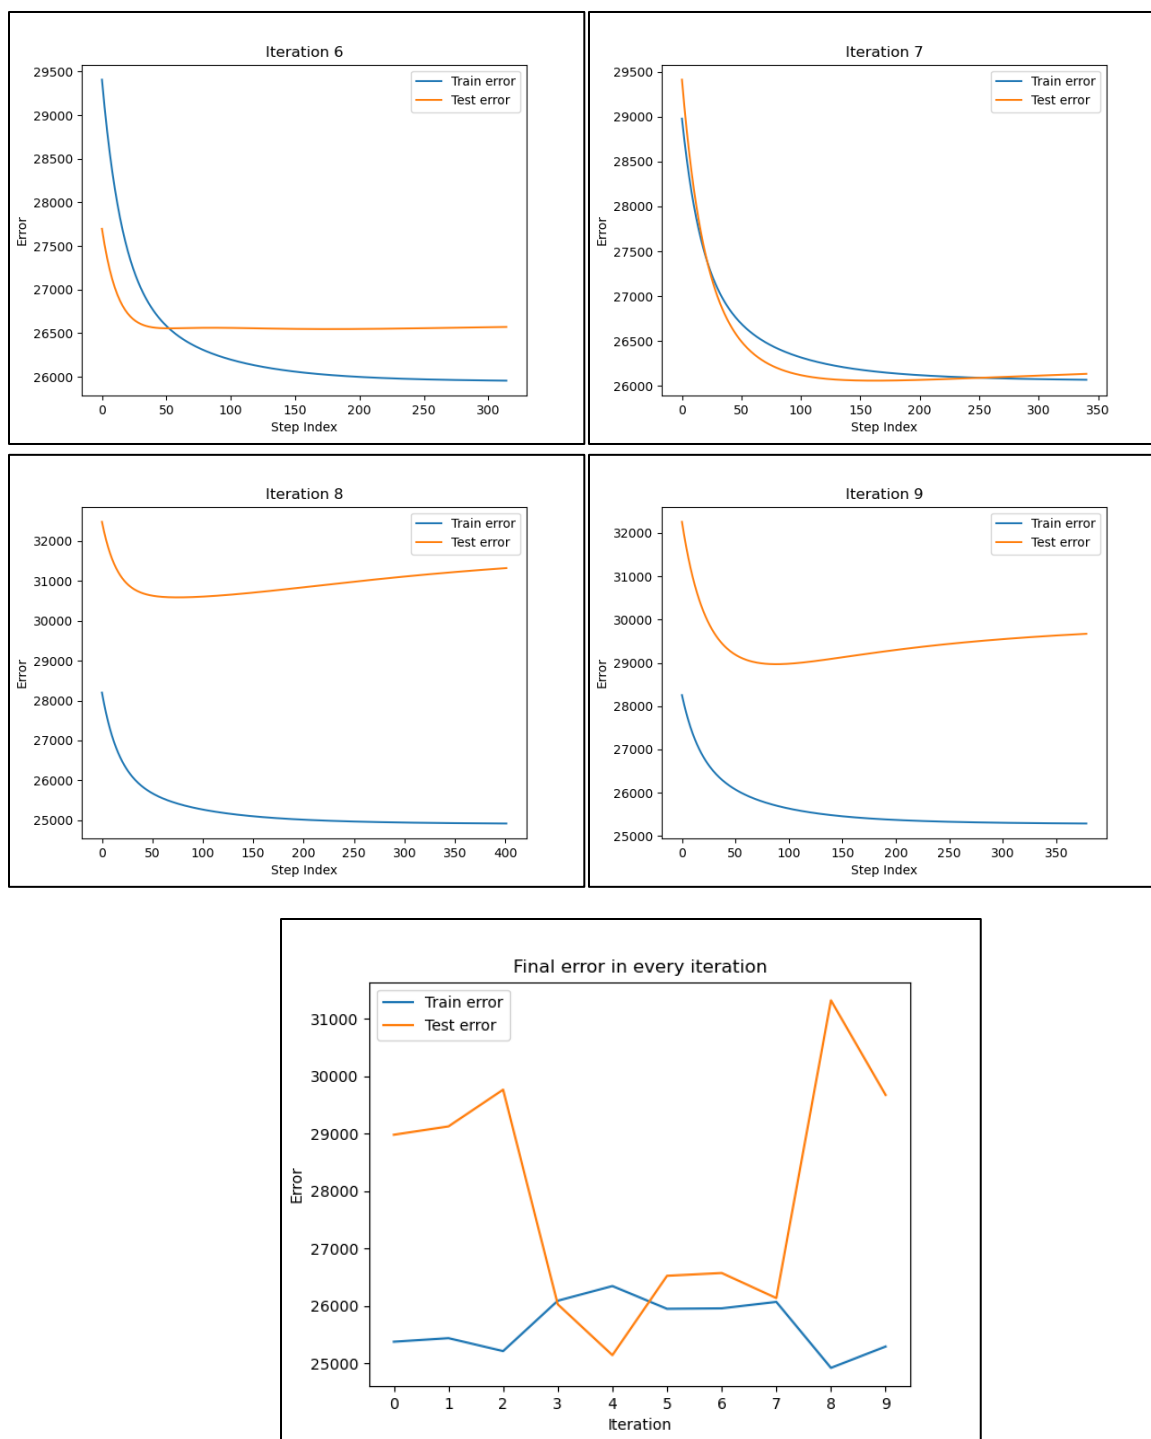 Iteration 6
Train error
Test error
29500
29000
28500
28000
27500
27000
26500
26000
Error
0 50 100 150 200 250 300
Step Index
Iteration 7
Train error
Test error
29500
29000
28500
28000
27500
27000
26500
26000
Error
0 50 100 150 200 250 300 350
Step Index
Iteration 8
Train error
Test error
32000
31000
30000
29000
28000
27000
26000
25000
Error
0 50 100 150 200 250 300 350 400
Step Index
Iteration 9
Train error
Test error
32000
31000
30000
29000
28000
27000
26000
25000
Error
0 50 100 150 200 250 300 350
Step Index
Final error in every iteration
Train error
Test error
31000
30000
29000
28000
27000
26000
25000
Error
0 1 2 3 4 5 6 7 8 9
Iteration